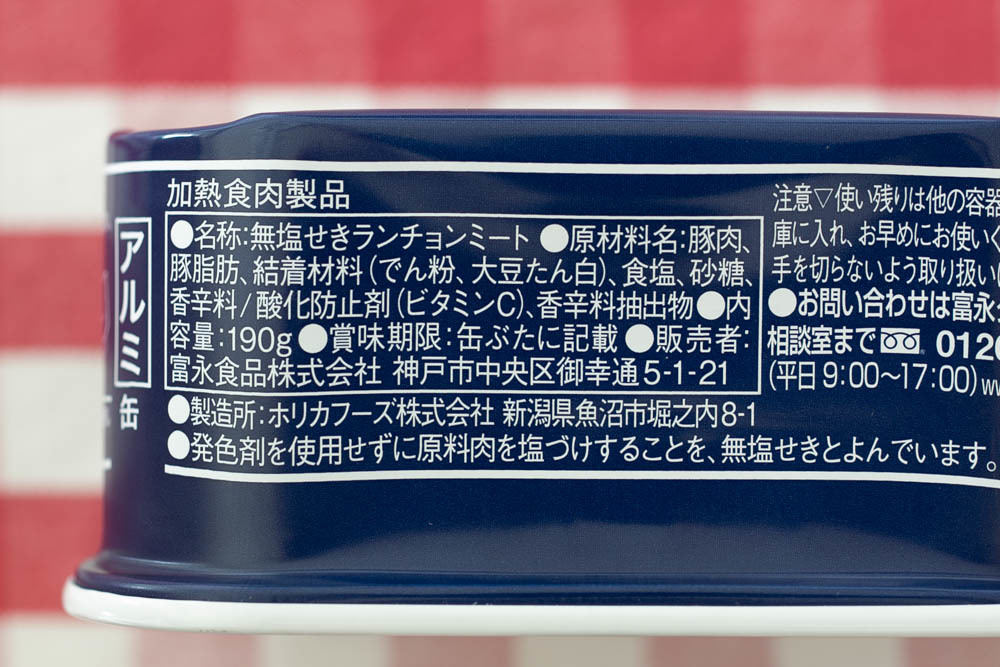 加熱食肉製品
●名称:無塩せきランチョンミート ●原材料名:豚肉、
豚脂肪、結着材料(でん粉、大豆たん白)、食塩、砂糖、
香辛料/酸化防止剤(ビタミンC)、香辛料抽出物 ●内
容量:190g ●賞味期限:缶ぶたに記載 ●販売者:
富永食品株式会社 神戸市中央区御幸通5-1-21
●製造所:ホリカフーズ株式会社 新潟県魚沼市堀之内8-1
●発色剤を使用せずに原料肉を塩づけすることを、無塩せきとよんでいます。
注意▽使い残りは他の容器
庫に入れ、お早めにお使いく
手を切らないよう取り扱い
●お問い合わせは富永
相談室まで 012
(平日9:00〜17:00)
アルミ
缶